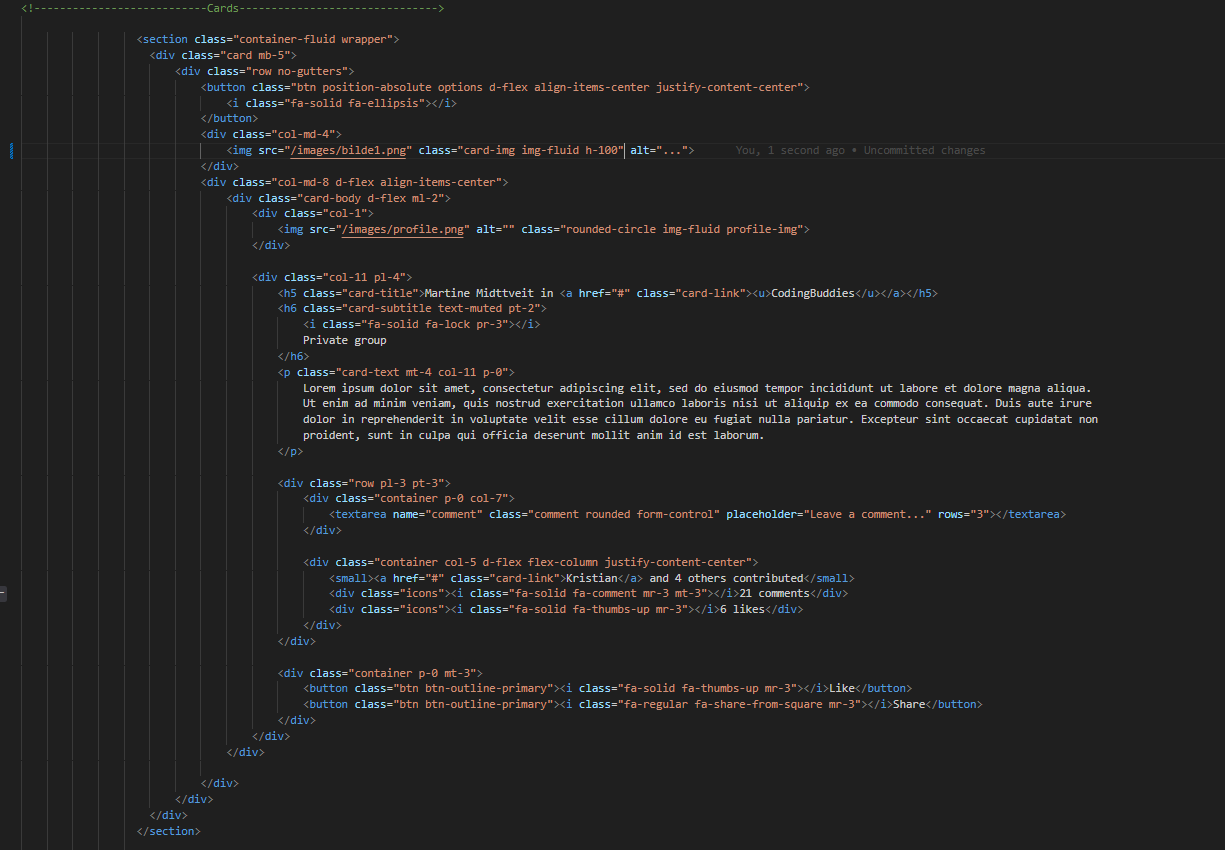 <!---------------------------Cards------------------------------->
<section class="container-fluid wrapper">
<div class="card mb-5">
<div class="row no-gutters">
<button class="btn position-absolute options d-flex align-items-center justify-content-center">
<i class="fa-solid fa-ellipsis"></i>
</button>
<div class="col-md-4">
<img src="/images/bilde1.png" class="card-img img-fluid h-100" alt="..."> You, 1 second ago • Uncommitted changes
</div>
<div class="col-md-8 d-flex align-items-center">
<div class="card-body d-flex ml-2">
<div class="col-1">
<img src="/images/profile.png" alt="" class="rounded-circle img-fluid profile-img">
</div>
<div class="col-11 pl-4">
<h5 class="card-title">Martine Midttveit in <a href="#" class="card-link"><u>CodingBuddies</u></a></h5>
<h6 class="card-subtitle text-muted pt-2">
<i class="fa-solid fa-lock pr-3"></i>
Private group
</h6>
<p class="card-text mt-4 col-11 p-0">
Lorem ipsum dolor sit amet, consectetur adipiscing elit, sed do eiusmod tempor incididunt ut labore et dolore magna aliqua.
Ut enim ad minim veniam, quis nostrud exercitation ullamco laboris nisi ut aliquip ex ea commodo consequat. Duis aute irure
dolor in reprehenderit in voluptate velit esse cillum dolore eu fugiat nulla pariatur. Excepteur sint occaecat cupidatat non
proident, sunt in culpa qui officia deserunt mollit anim id est laborum.
</p>
<div class="row pl-3 pt-3">
<div class="container p-0 col-7">
<textarea name="comment" class="comment rounded form-control" placeholder="Leave a comment..." rows="3"></textarea>
</div>
<div class="container col-5 d-flex flex-column justify-content-center">
<small><a href="#" class="card-link">Kristian</a> and 4 others contributed</small>
<div class="icons"><i class="fa-solid fa-comment mr-3 mt-3"></i>21 comments</div>
<div class="icons"><i class="fa-solid fa-thumbs-up mr-3"></i>6 likes</div>
</div>
</div>
<div class="container p-0 mt-3">
<button class="btn btn-outline-primary"><i class="fa-solid fa-thumbs-up mr-3"></i>Like</button>
<button class="btn btn-outline-primary"><i class="fa-regular fa-share-from-square mr-3"></i>Share</button>
</div>
</div>
</div>
</div>
</div>
</div>
</section>